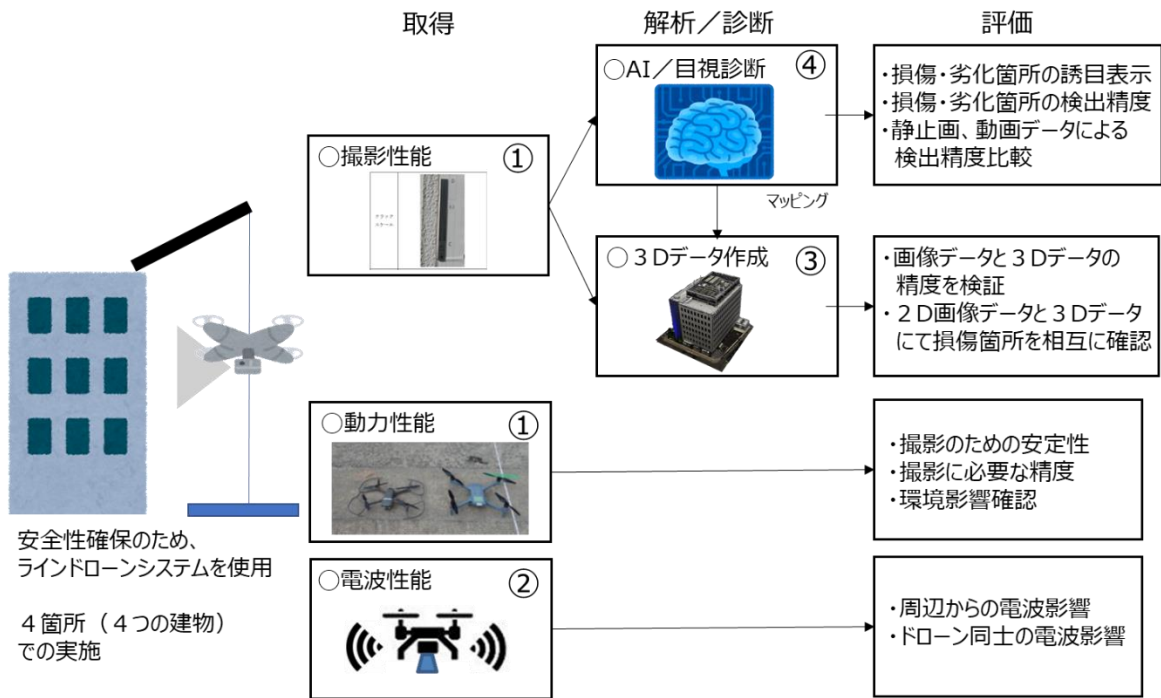 取得
解析／診断
評価
○AI／目視診断
④
・損傷・劣化箇所の誘目表示
・損傷・劣化箇所の検出精度
・静止画、動画データによる
検出精度比較
○撮影性能
①
クラック
スケール
マッピング
○３Dデータ作成
③
・画像データと３Dデータの
精度を検証
・２D画像データと３Dデータ
にて損傷箇所を相互に確認
○動力性能
①
・撮影のための安定性
・撮影に必要な精度
・環境影響確認
安全性確保のため、
ラインドローンシステムを使用
４箇所（４つの建物）
での実施
○電波性能
②
・周辺からの電波影響
・ドローン同士の電波影響